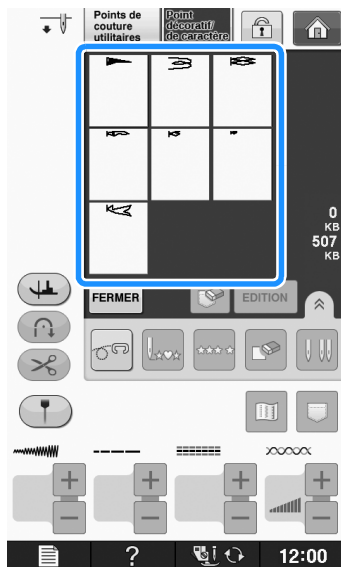 Points de
couture
utilitaires
Point
décoratif/
de caractère
0
KB
507
KB
FERMER
EDITION
?
12:00